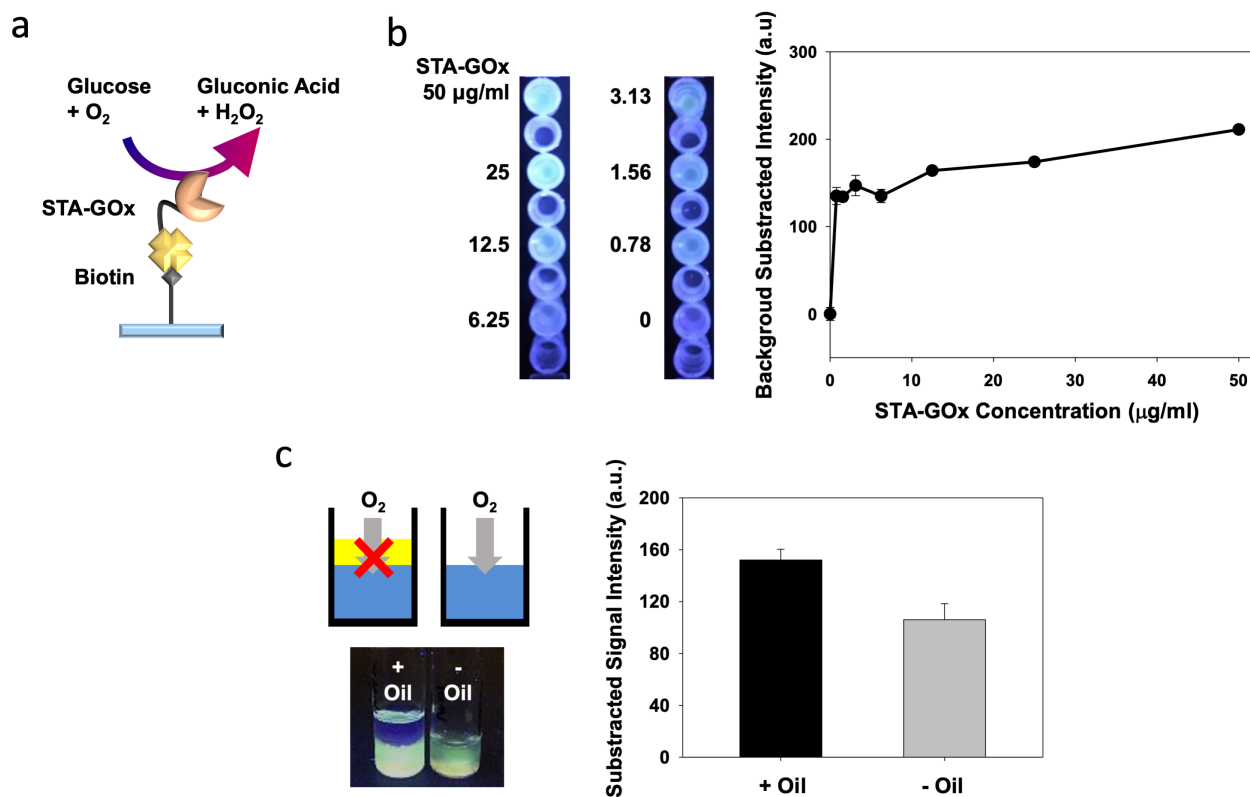 a
Glucose
+ O₂
Gluconic Acid
+ H₂O₂
STA-GOx
Biotin
b
STA-GOx
50 µg/ml
25
12.5
6.25
3.13
1.56
0.78
0
Backgroud Substracted Intensity (a.u)
300
200
100
0
0
10
20
30
40
50
STA-GOx Concentration (µg/ml)
c
O₂
O₂
+
Oil
-
Oil
Substracted Signal Intensity (a.u.)
200
160
120
80
40
0
+ Oil
- Oil